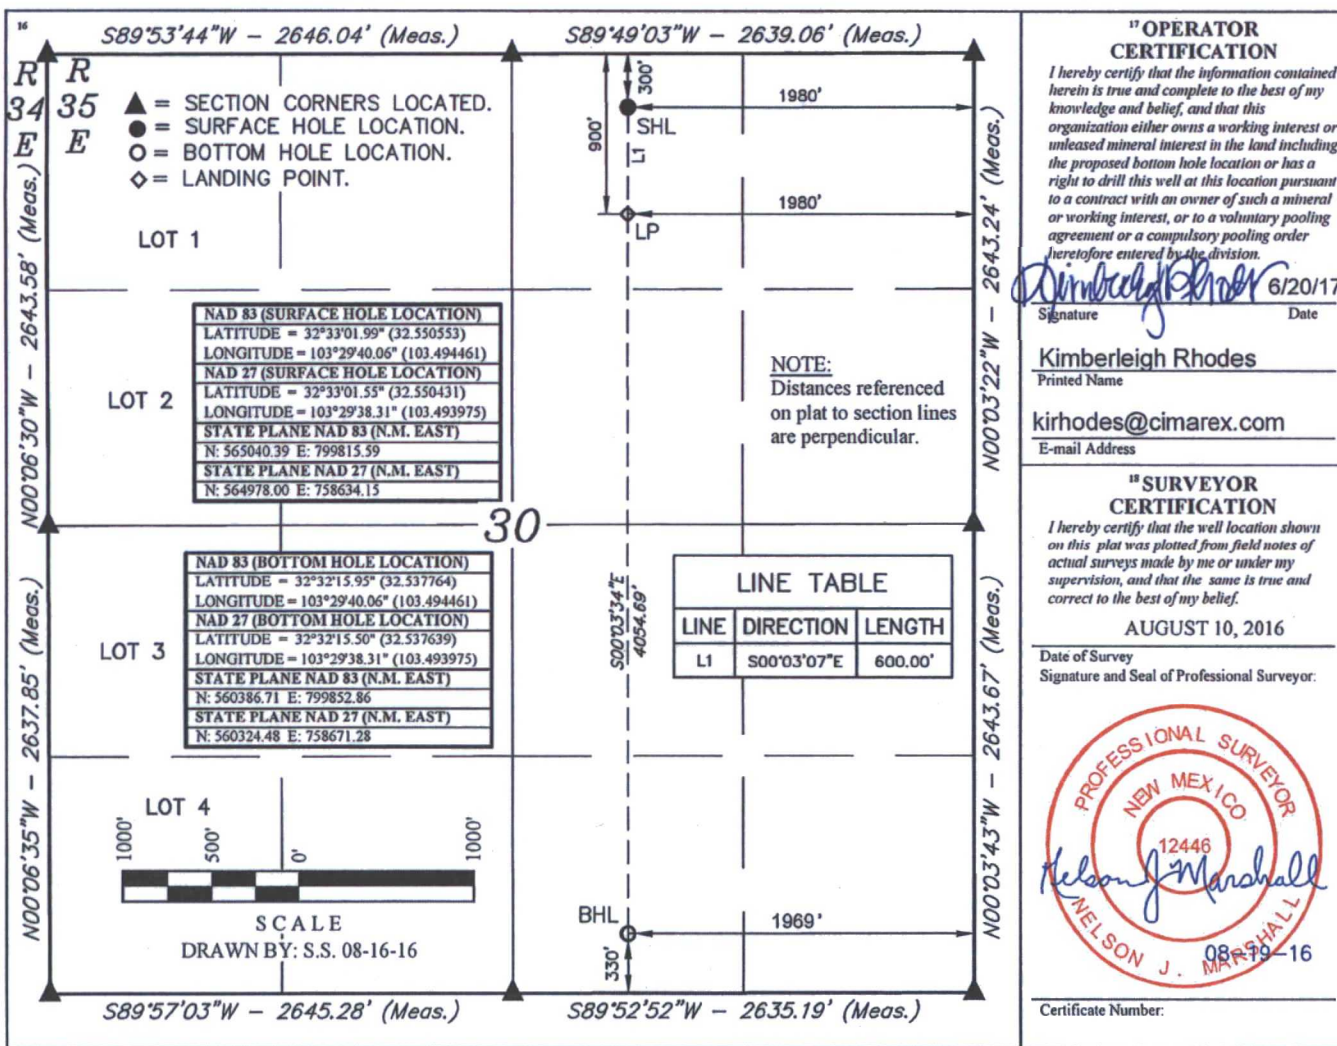 16
S89°53'44"W – 2646.04' (Meas.)
S89°49'03"W – 2639.06' (Meas.)
R R
34 35
E E
▲ = SECTION CORNERS LOCATED.
● = SURFACE HOLE LOCATION.
○ = BOTTOM HOLE LOCATION.
◇ = LANDING POINT.
300'
1980'
SHL
900'
L1
1980'
LP
LOT 1
N00°06'30"W – 2643.58' (Meas.)
N00°03'22"W – 2643.24' (Meas.)
NAD 83 (SURFACE HOLE LOCATION)
LATITUDE = 32°33'01.99" (32.550553)
LONGITUDE = 103°29'40.06" (103.494461)
NAD 27 (SURFACE HOLE LOCATION)
LATITUDE = 32°33'01.55" (32.550431)
LONGITUDE = 103°29'38.31" (103.493975)
STATE PLANE NAD 83 (N.M. EAST)
N: 565040.39 E: 799815.59
STATE PLANE NAD 27 (N.M. EAST)
N: 564978.00 E: 758634.15
LOT 2
NOTE:
Distances referenced
on plat to section lines
are perpendicular.
30
NAD 83 (BOTTOM HOLE LOCATION)
LATITUDE = 32°32'15.95" (32.537764)
LONGITUDE = 103°29'40.06" (103.494461)
NAD 27 (BOTTOM HOLE LOCATION)
LATITUDE = 32°32'15.50" (32.537639)
LONGITUDE = 103°29'38.31" (103.493975)
STATE PLANE NAD 83 (N.M. EAST)
N: 560386.71 E: 799852.86
STATE PLANE NAD 27 (N.M. EAST)
N: 560324.48 E: 758671.28
LOT 3
S00°03'34"E
4054.69'
LINE TABLE
LINE DIRECTION LENGTH
L1 S00°03'07"E 600.00'
N00°06'35"W – 2637.85' (Meas.)
N00°03'43"W – 2643.67' (Meas.)
LOT 4
1000' 500' 0' 1000'
SCALE
DRAWN BY: S.S. 08-16-16
BHL
1969'
330'
S89°57'03"W – 2645.28' (Meas.)
S89°52'52"W – 2635.19' (Meas.)
17 OPERATOR
CERTIFICATION
I hereby certify that the information contained
herein is true and complete to the best of my
knowledge and belief, and that this
organization either owns a working interest or
unleased mineral interest in the land including
the proposed bottom hole location or has a
right to drill this well at this location pursuant
to a contract with an owner of such a mineral
or working interest, or to a voluntary pooling
agreement or a compulsory pooling order
heretofore entered by the division.
Kimberleigh Rhodes 6/20/17
Signature Date
Kimberleigh Rhodes
Printed Name
kirhodes@cimarex.com
E-mail Address
18 SURVEYOR
CERTIFICATION
I hereby certify that the well location shown
on this plat was plotted from field notes of
actual surveys made by me or under my
supervision, and that the same is true and
correct to the best of my belief.
AUGUST 10, 2016
Date of Survey
Signature and Seal of Professional Surveyor:
PROFESSIONAL SURVEYOR
NEW MEXICO
12446
Nelson J. Marshall
NELSON J. MARSHALL
08-19-16
Certificate Number: